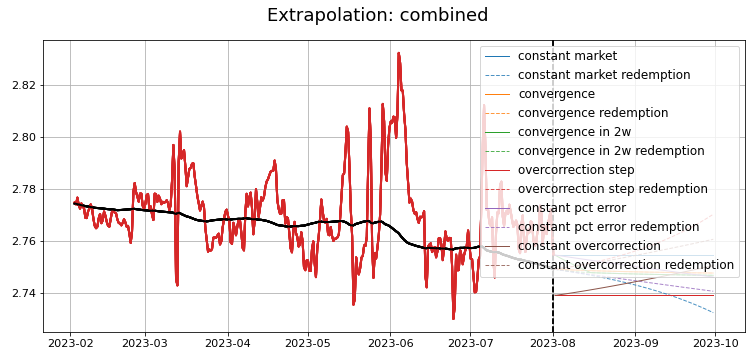 Extrapolation: combined
constant market
constant market redemption
convergence
convergence redemption
convergence in 2w
convergence in 2w redemption
overcorrection step
overcorrection step redemption
constant pct error
constant pct error redemption
constant overcorrection
constant overcorrection redemption
2.82
2.80
2.78
2.76
2.74
2023-02 2023-03 2023-04 2023-05 2023-06 2023-07 2023-08 2023-09 2023-10